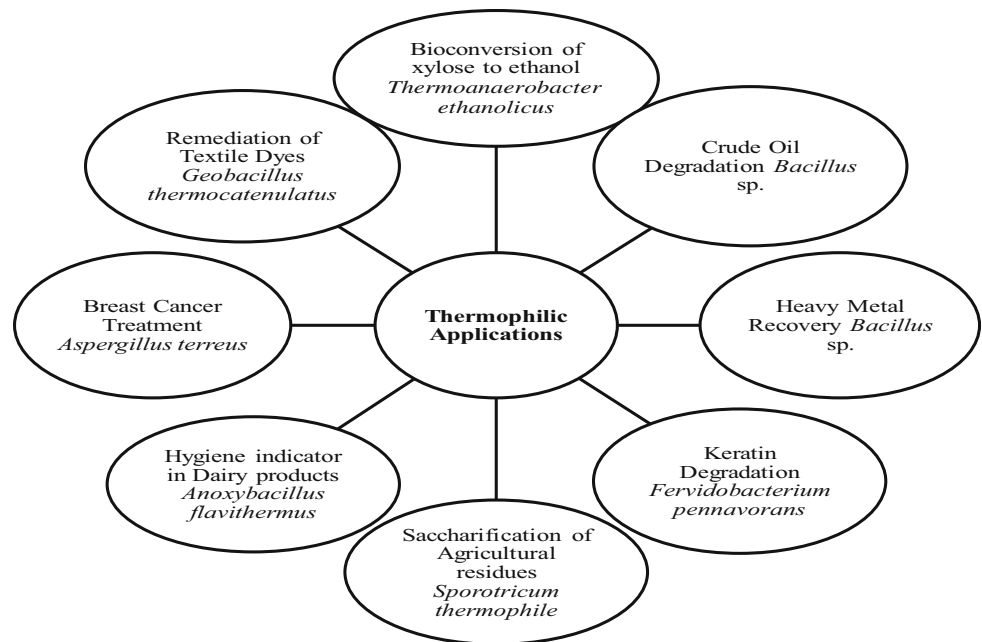 Bioconversion of
xylose to ethanol
Thermoanaerobacter
ethanolicus
Remediation of
Textile Dyes
Geobacillus
thermocatenulatus
Crude Oil
Degradation Bacillus
sp.
Breast Cancer
Treatment
Aspergillus terreus
Thermophilic
Applications
Heavy Metal
Recovery Bacillus
sp.
Hygiene indicator
in Dairy products
Anoxybacillus
flavithermus
Keratin
Degradation
Fervidobacterium
pennavorans
Saccharification of
Agricultural
residues
Sporotricum
thermophile